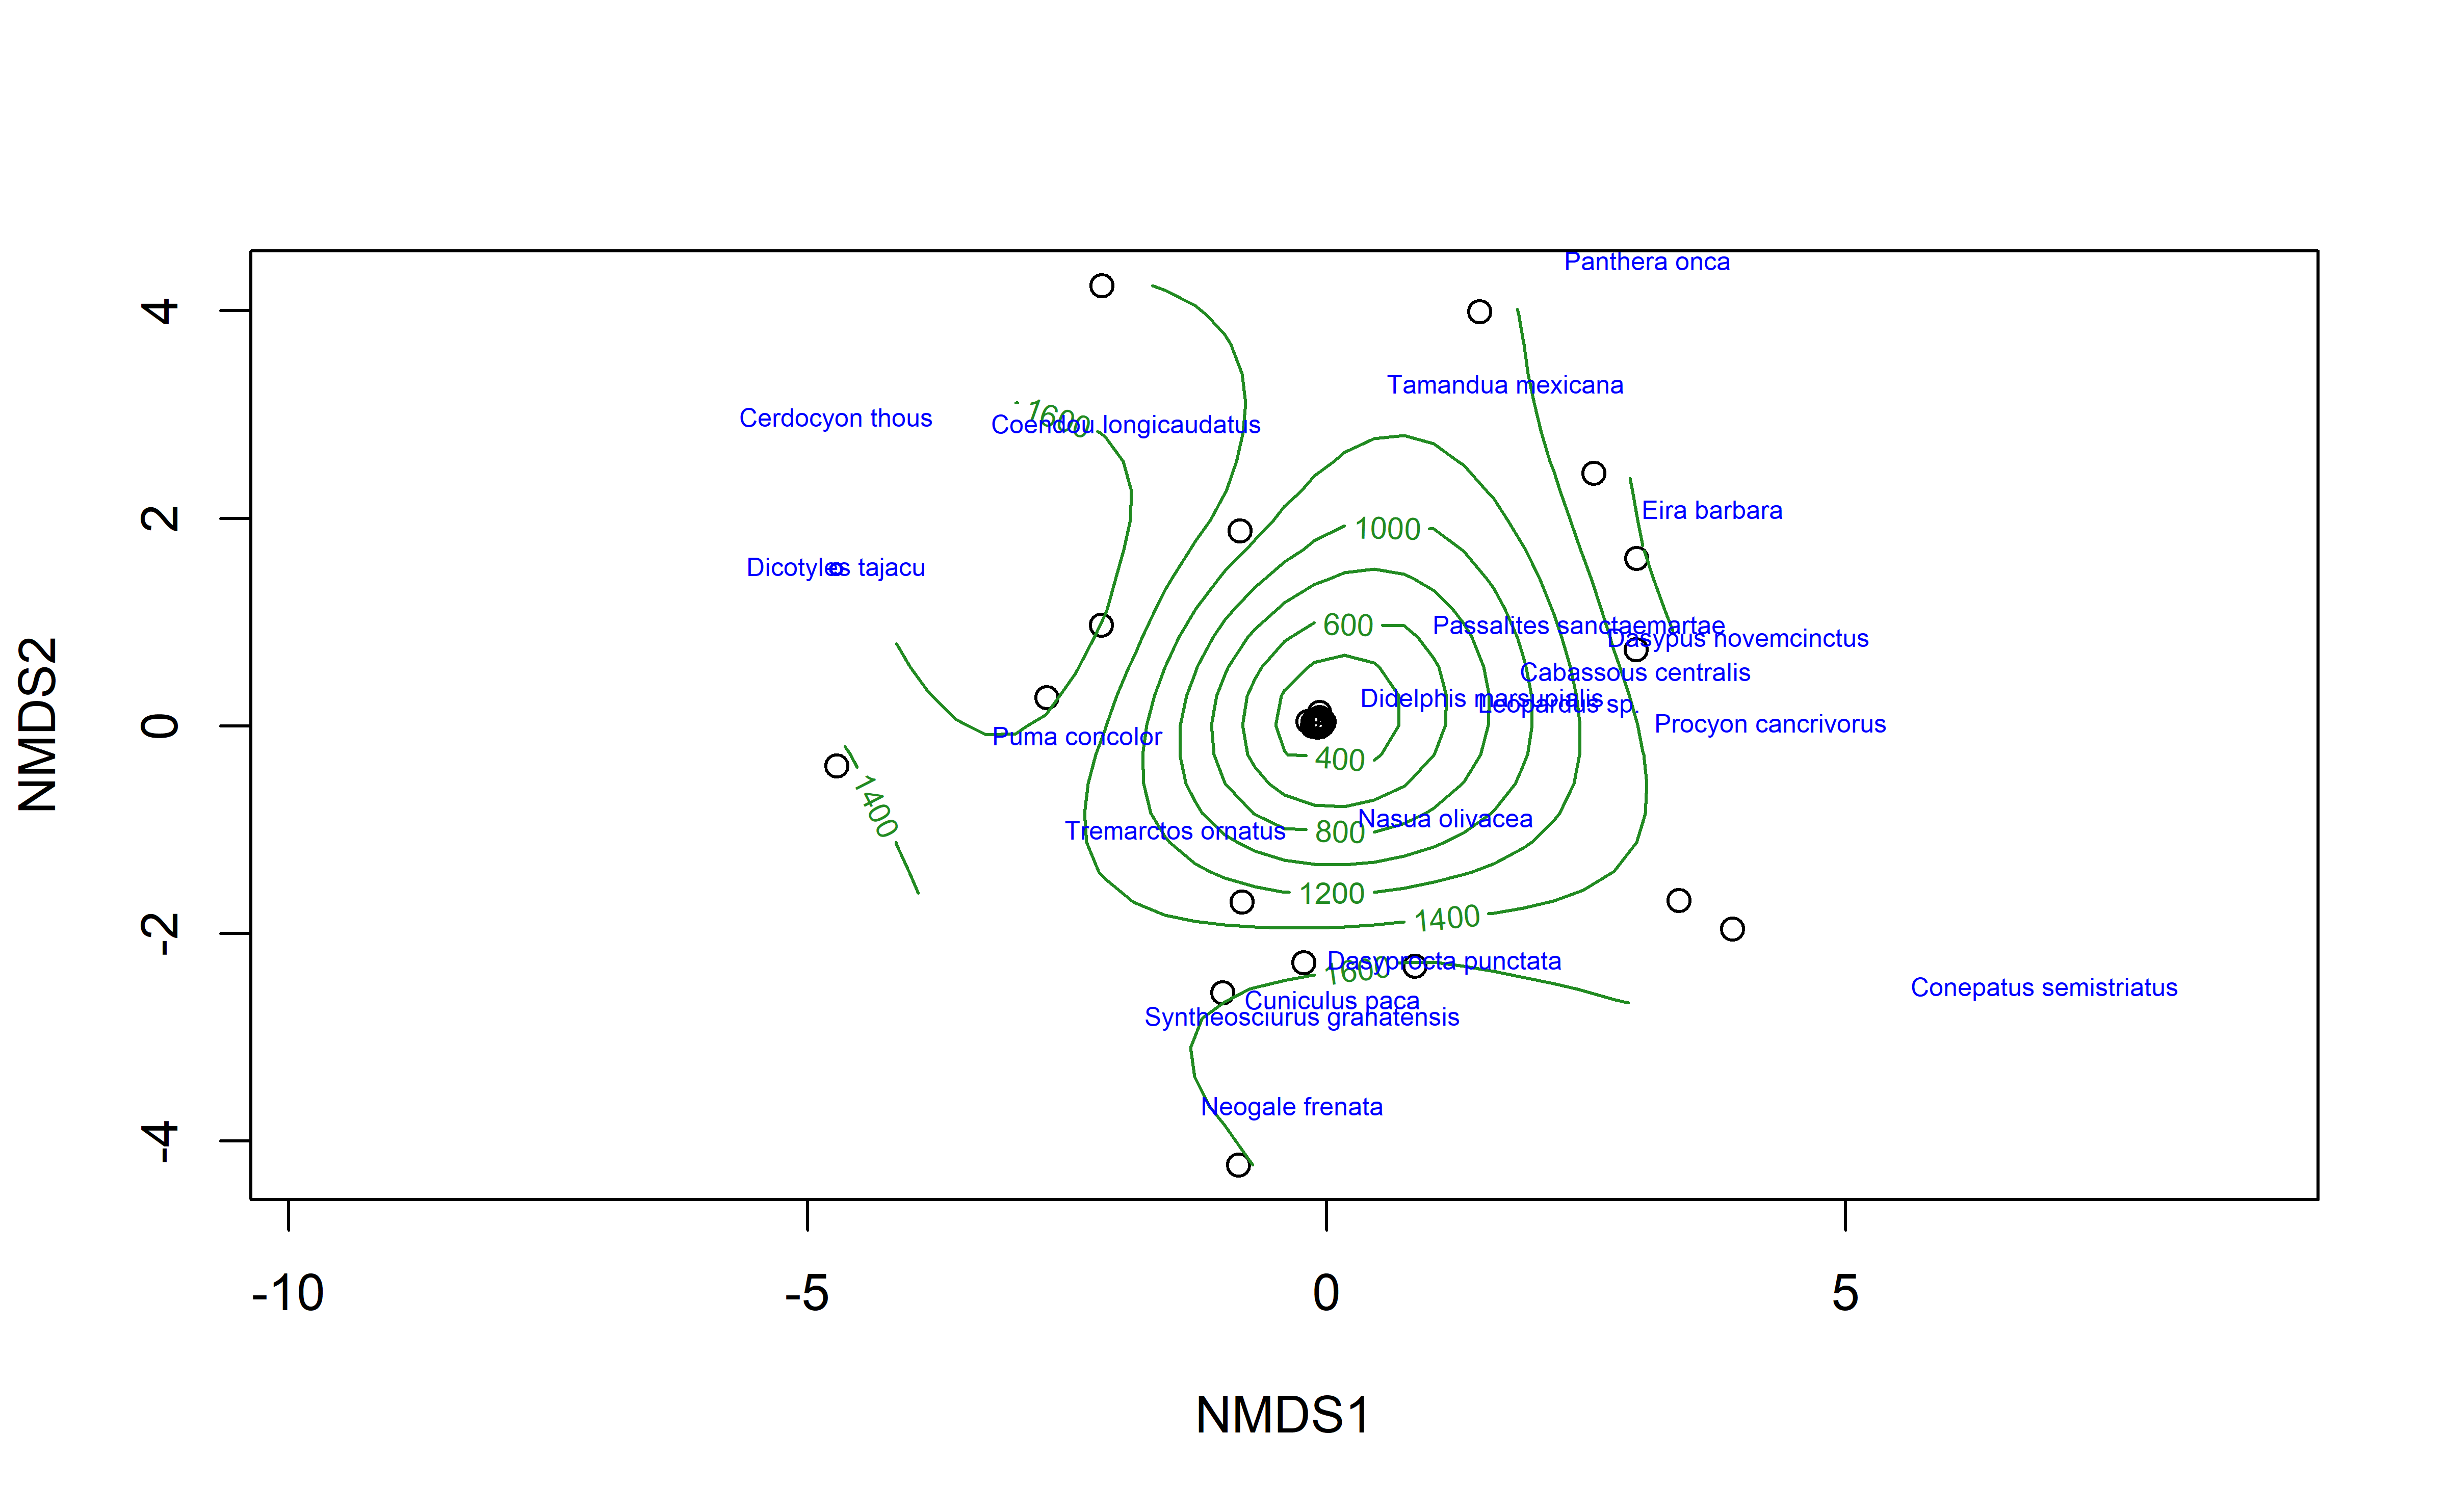 Panthera onca
4
Tamandua mexicana
1600
Cerdocyon thous
Coendou longicaudatus
2
Eira barbara
1000
Dicotyles tajacu
600
Passalites sanctaemartae
Dasypus novemcinctus
Cabassous centralis
Didelphis marsupialis
Leopardus sp.
Procyon cancrivorus
0
NMDS2
Puma concolor
400
1400
Nasua olivacea
Tremarctos ornatus
800
1200
1400
-2
Dasyprocta punctata
1600
Conepatus semistriatus
Cuniculus paca
Syntheosciurus granatensis
Neogale frenata
-4
-10 -5 0 5
NMDS1